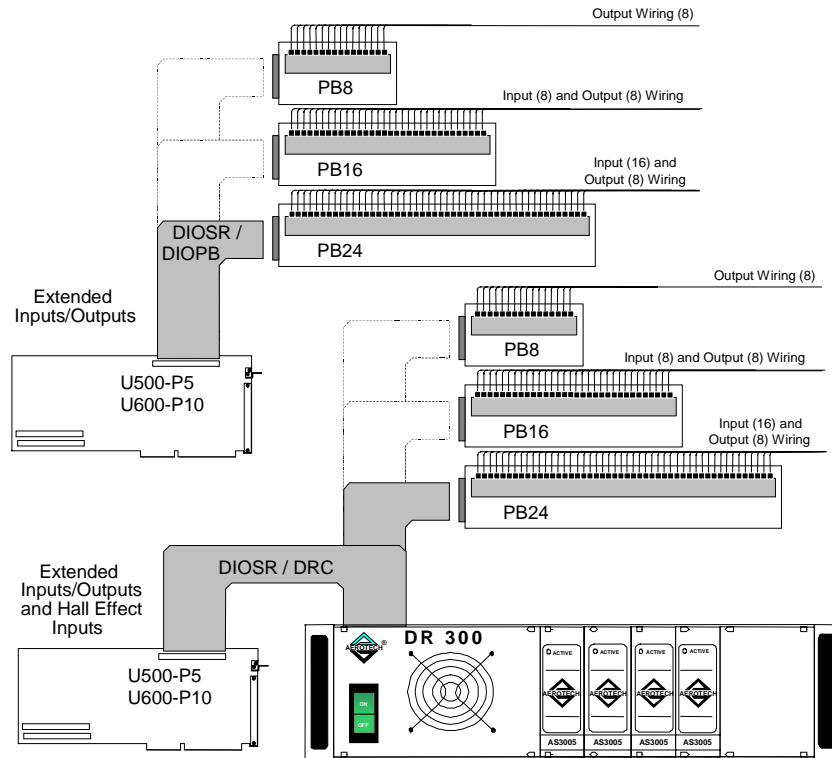 Output Wiring (8)
PB8
Input (8) and Output (8) Wiring
PB16
Input (16) and
Output (8) Wiring
PB24
DIOSR /
DIOPB
Extended
Inputs/Outputs
U500-P5
U600-P10
Output Wiring (8)
PB8
Input (8) and Output (8) Wiring
PB16
Input (16) and
Output (8) Wiring
PB24
DIOSR / DRC
Extended
Inputs/Outputs
and Hall Effect
Inputs
U500-P5
U600-P10
AEROTECH ®
DR 300
ON
OFF
ACTIVE
AEROTECH
AS3005
ACTIVE
AEROTECH
AS3005
ACTIVE
AEROTECH
AS3005
ACTIVE
AEROTECH
AS3005